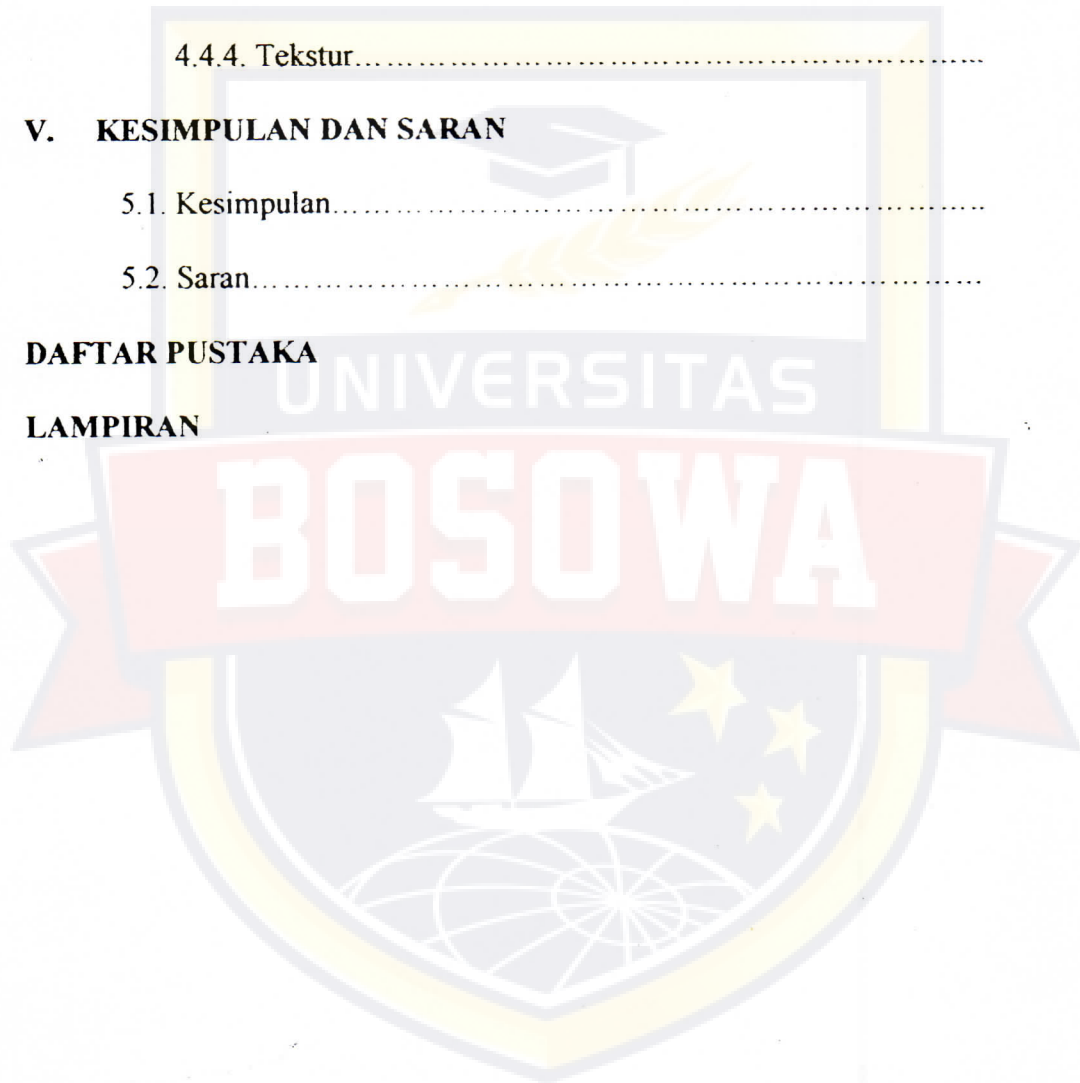 4.4.4. Tekstur..............................................................
V. KESIMPULAN DAN SARAN
5.1. Kesimpulan..............................................................
5.2. Saran..............................................................
DAFTAR PUSTAKA
UNIVERSITAS
LAMPIRAN
BOSOWA